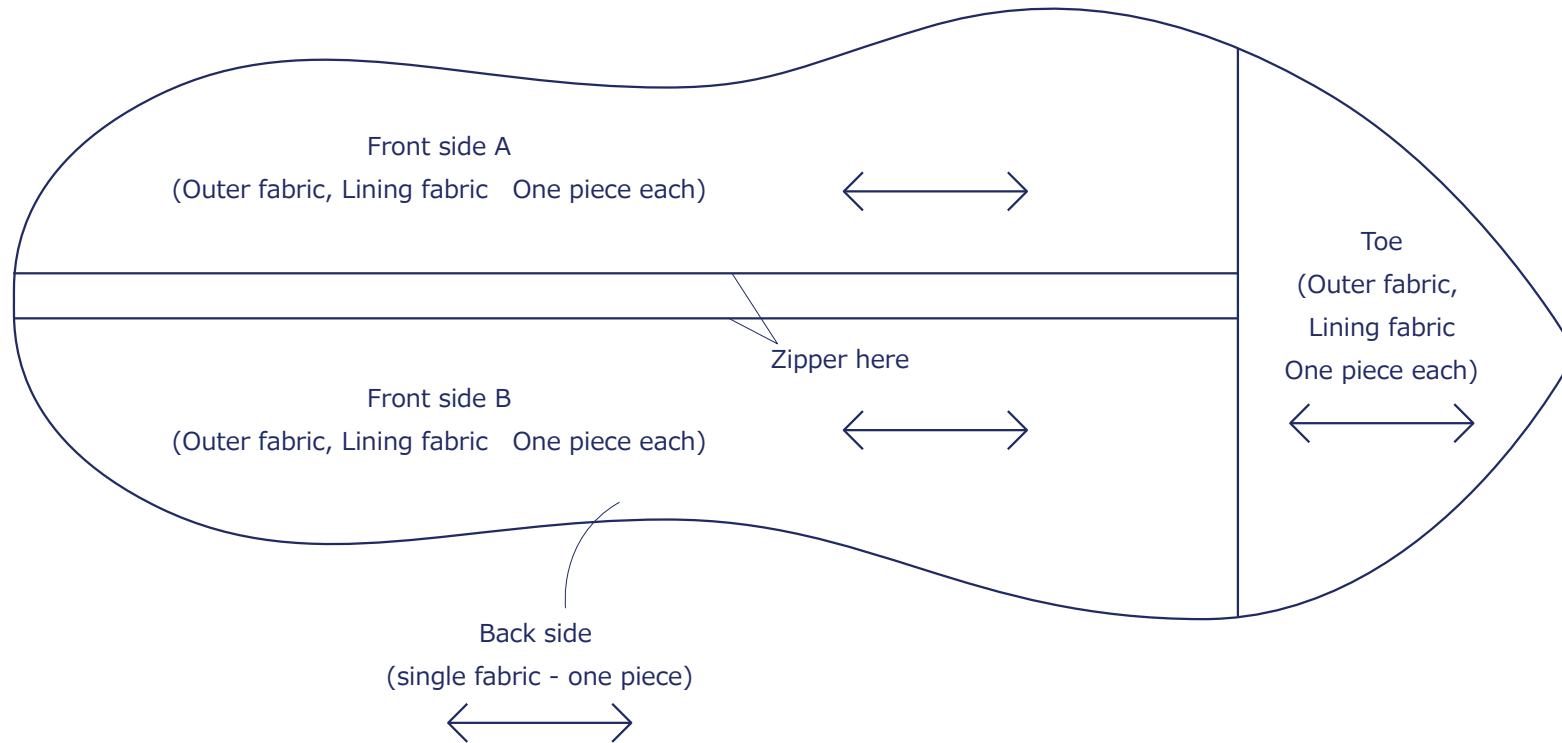 Front side A
(Outer fabric, Lining fabric   One piece each)
Toe
(Outer fabric,
Lining fabric
One piece each)
Zipper here
Front side B
(Outer fabric, Lining fabric   One piece each)
Back side
(single fabric - one piece)